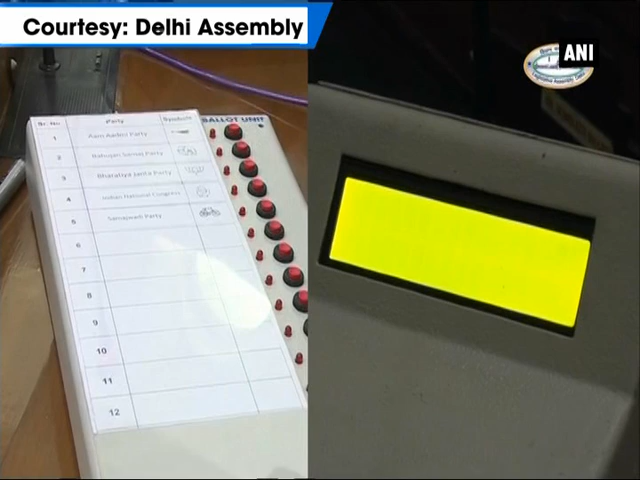 Courtesy: Delhi Assembly
ANI
BALLOT UNIT
Sr. No. Party Symbols
1 Aam Aadmi Party
2 Bahujan Samaj Party
3 Bharatiya Janta Party
4 Indian National Congress
5 Samajwadi Party
6
7
8
9
10
11
12